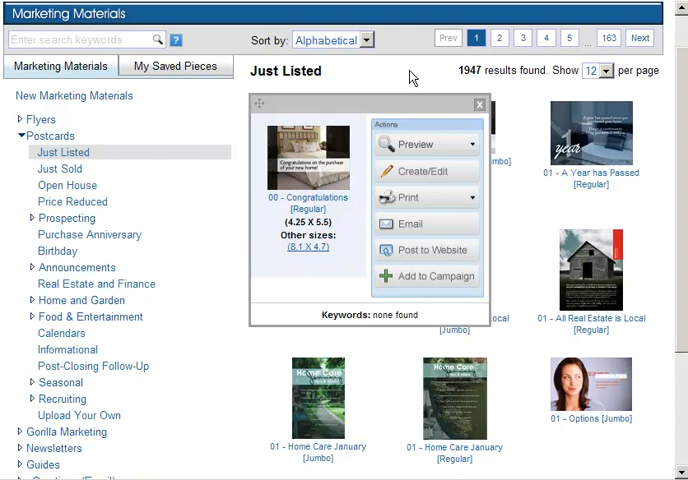 Marketing Materials
Enter search keywords
?
Sort by: Alphabetical
Prev 1 2 3 4 5 ... 163 Next
Marketing Materials
My Saved Pieces
Just Listed
1947 results found. Show 12 per page
New Marketing Materials
Flyers
Postcards
Just Listed
Just Sold
Open House
Price Reduced
Prospecting
Purchase Anniversary
Birthday
Announcements
Real Estate and Finance
Home and Garden
Food & Entertainment
Calendars
Informational
Post-Closing Follow-Up
Seasonal
Recruiting
Upload Your Own
Gorilla Marketing
Newsletters
Guides
X
Congratulations on the purchase
of your new home!
00 - Congratulations
[Regular]
(4.25 X 5.5)
Other sizes:
(8.1 X 4.7)
Actions
Preview
Create/Edit
Print
Email
Post to Website
Add to Campaign
Keywords: none found
1
year
01 - A Year has Passed
[Regular]
[Jumbo]
01 - All Real Estate is Local
[Regular]
Home Care
01 - Home Care January
[Jumbo]
Home Care
01 - Home Care January
[Regular]
01 - Options [Jumbo]